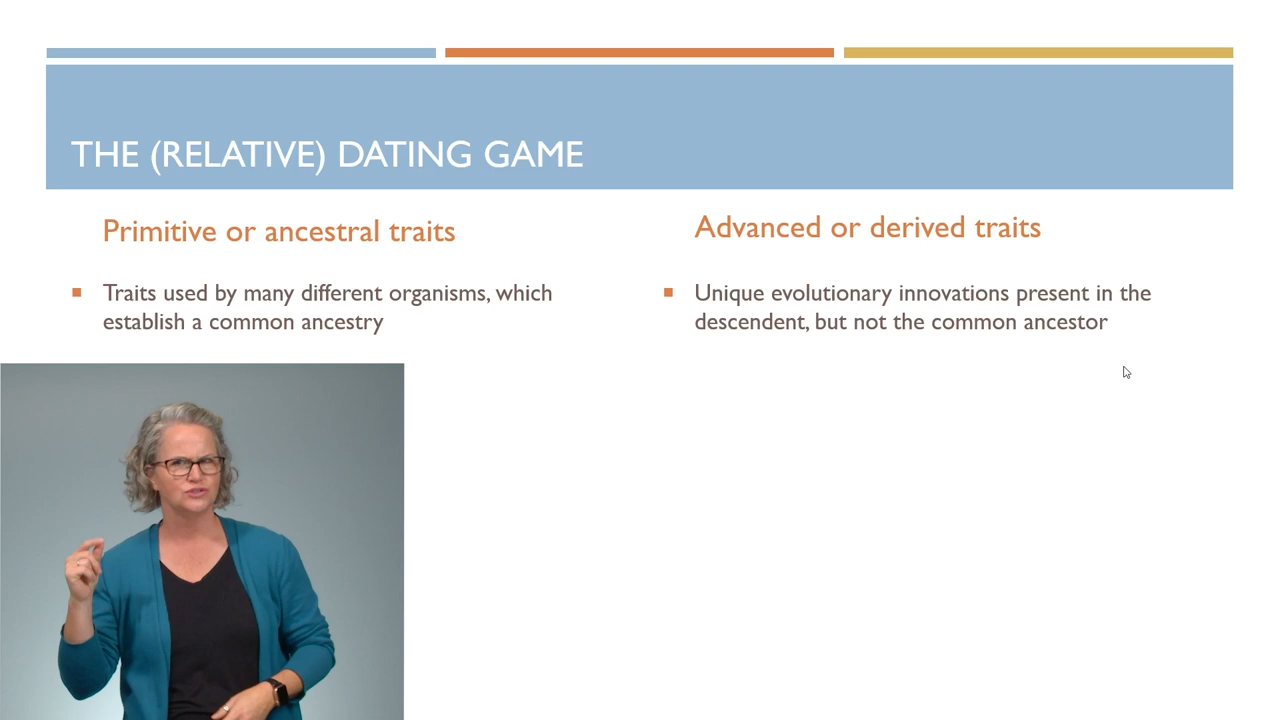 THE (RELATIVE) DATING GAME
Primitive or ancestral traits
Traits used by many different organisms, which
establish a common ancestry
Advanced or derived traits
Unique evolutionary innovations present in the
descendent, but not the common ancestor